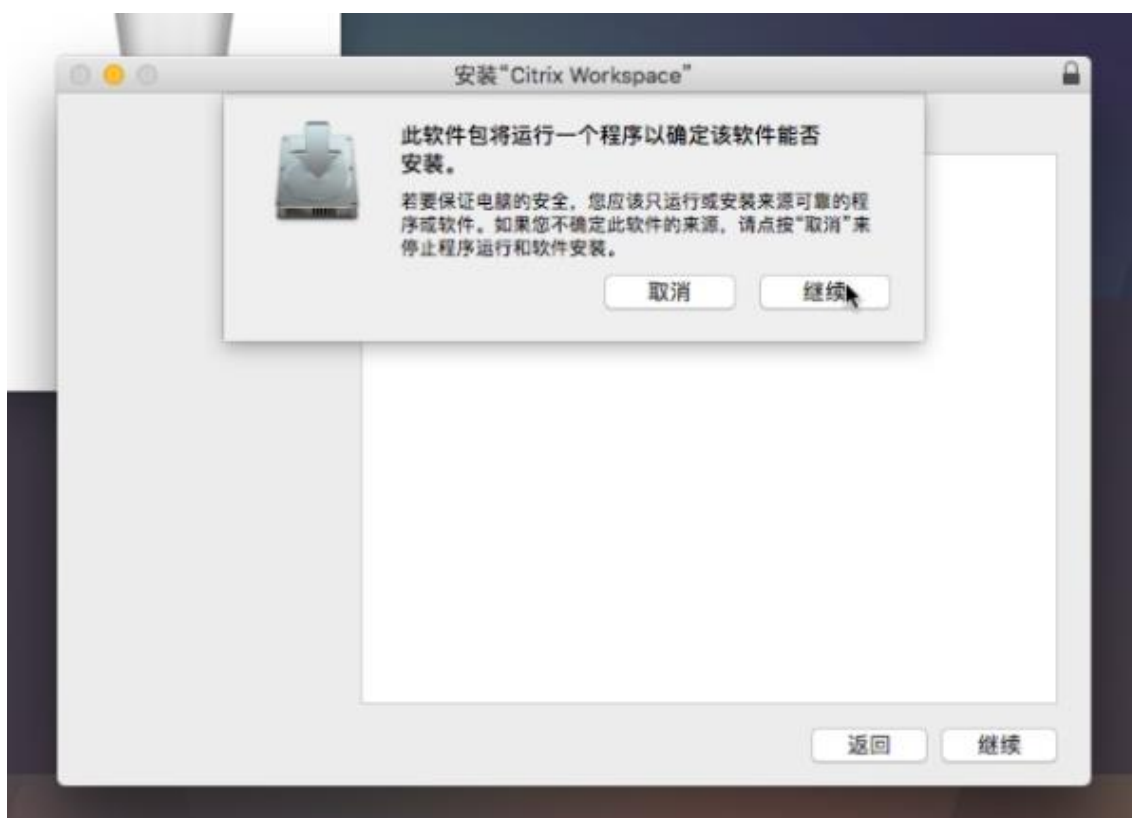 安装“Citrix Workspace”
此软件包将运行一个程序以确定该软件能否
安装。
若要保证电脑的安全，您应该只运行或安装来源可靠的程
序或软件。如果您不确定此软件的来源，请点按“取消”来
停止程序运行和软件安装。
取消 继续
返回 继续